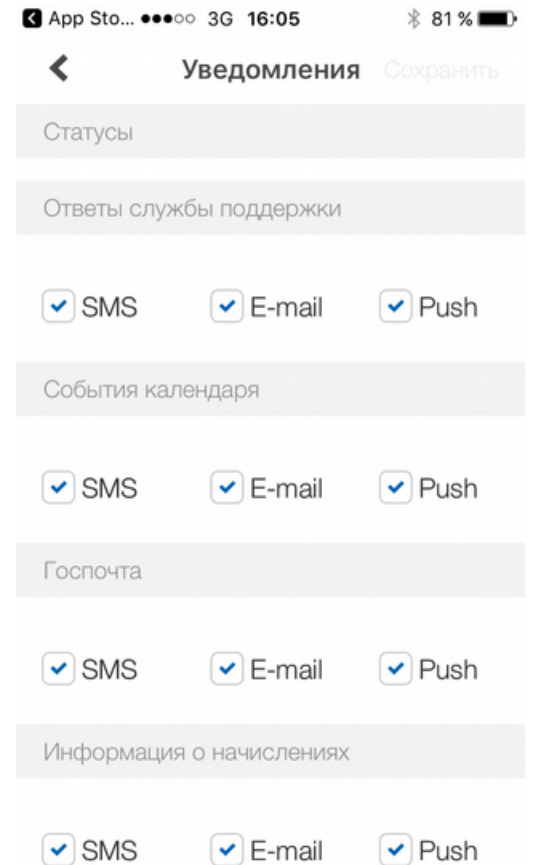 App Sto... 3G 16:05 81 %
Уведомления Сохранить
Статусы
Ответы службы поддержки
SMS E-mail Push
События календаря
SMS E-mail Push
Госпочта
SMS E-mail Push
Информация о начислениях
SMS E-mail Push